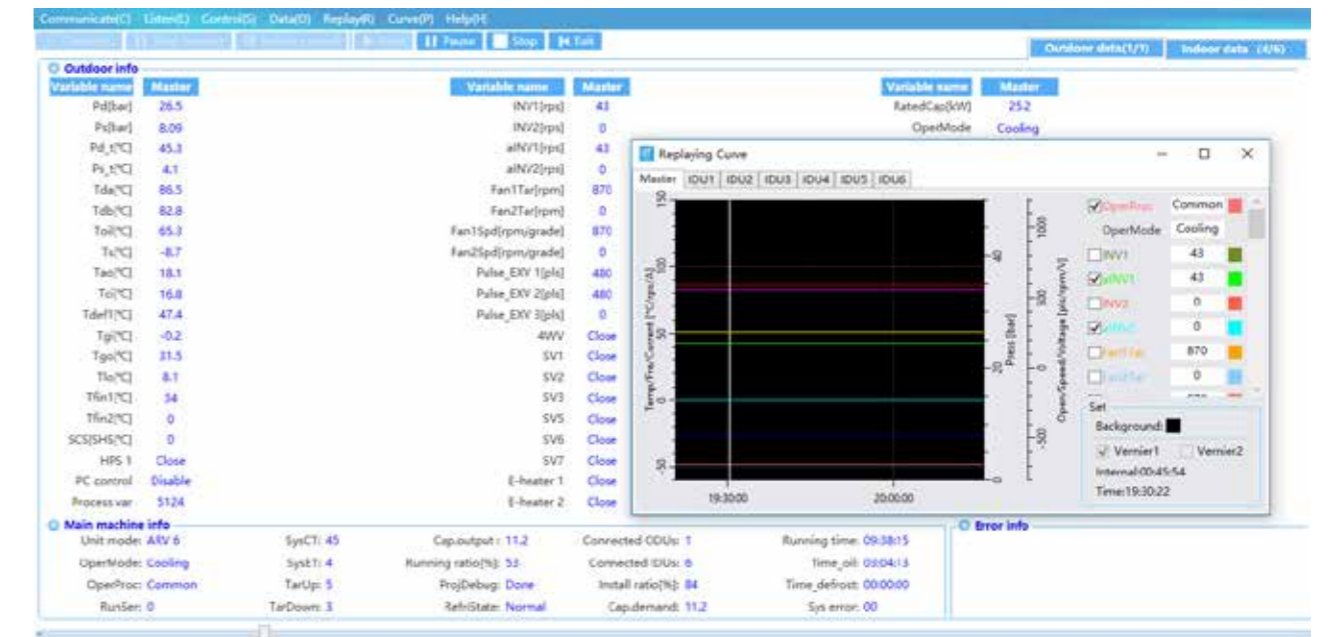 Communicate(C) Listen(L) Control(S) Data(D) Replay(R) Curve(P) Help(H)
Pause Stop Exit
Outdoor data(1/1) Indoor data (4/6)
Outdoor info
Variable name Master Variable name Master Variable name Master
Pd[bar] 26.5 INV1[rps] 43 RatedCap[kW] 252
Ps[bar] 8.09 INV2[rps] 0 OperMode Cooling
Pd_t[℃] 45.3 aINV1[rps] 43
Ps_t[℃] 4.1 aINV2[rps] 0
Tda[℃] 86.5 Fan1Tar[rpm] 870
Tdb[℃] 82.8 Fan2Tar[rpm] 0
Toil[℃] 65.3 Fan1Spd[rpm/grade] 870
Ts[℃] -8.7 Fan2Spd[rpm/grade] 0
Tao[℃] 18.1 Pulse_EXV 1[pls] 480
Tci[℃] 16.8 Pulse_EXV 2[pls] 480
Tdef1[℃] 47.4 Pulse_EXV 3[pls] 0
Tgi[℃] -0.2 4WV Close
Tgo[℃] 31.5 SV1 Close
Tlo[℃] 8.1 SV2 Close
Tfin1[℃] 34 SV3 Close
Tfin2[℃] 0 SV5 Close
SCS|SHS[℃] 0 SV6 Close
HPS 1 Close SV7 Close
PC control Disable E-heater 1 Close
Process var 5124 E-heater 2 Close
Replaying Curve
Master IDU1 IDU2 IDU3 IDU4 IDU5 IDU6
Temp/Fre/Current [℃/rps/A]
150
100
50
0
-50
19:30:00 20:00:00
Press [bar]
40
20
0
Open/Speed/Voltage [pls/rpm/V]
1000
500
0
-500
OperProc Common
OperMode Cooling
INV1 43
aINV1 43
INV2 0
aINV2 0
Fan1Tar 870
Fan2Tar 0
Set
Background:
Vernier1 Vernier2
Internal:00:45:54
Time:19:30:22
Main machine info
Unit mode: ARV 6 SysCT: 45 Cap.output : 11.2 Connected ODUs: 1 Running time: 09:38:15
OperMode: Cooling SysET: 4 Running ratio[%]: 53 Connected IDUs: 6 Time_oil: 03:04:13
OperProc: Common TarUp: 5 ProjDebug: Done Install ratio[%]: 84 Time_defrost: 00:00:00
RunSer: 0 TarDown: 3 RefriState: Normal Cap.demand: 11.2 Sys error: 00
Error info